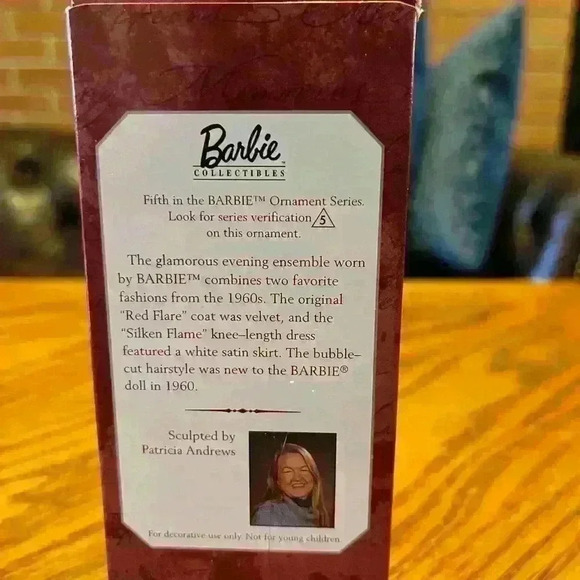 Barbie™
COLLECTIBLES
Fifth in the BARBIE™ Ornament Series.
Look for series verification 5
on this ornament.
The glamorous evening ensemble worn
by BARBIE™ combines two favorite
fashions from the 1960s. The original
"Red Flare" coat was velvet, and the
"Silken Flame" knee–length dress
featured a white satin skirt. The bubble–
cut hairstyle was new to the BARBIE®
doll in 1960.
Sculpted by
Patricia Andrews
For decorative use only. Not for young children.